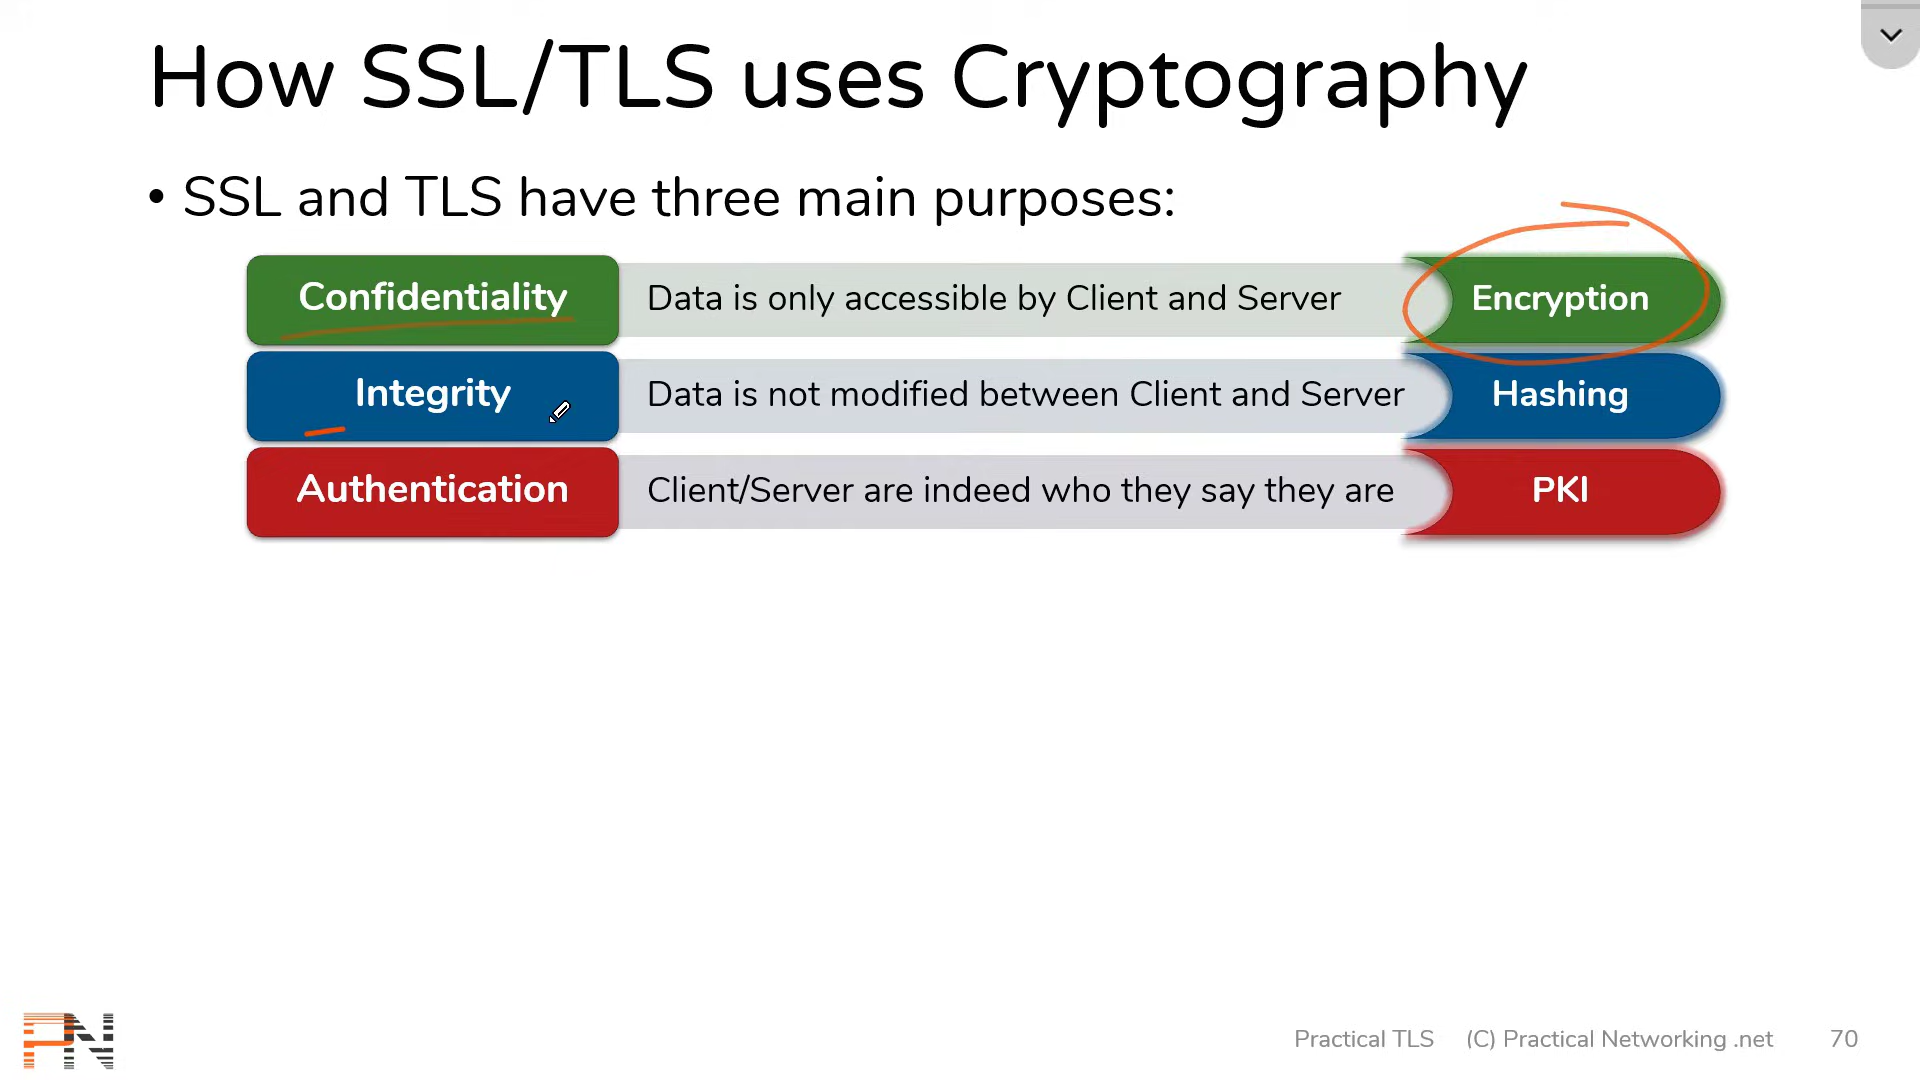 How SSL/TLS uses Cryptography
• SSL and TLS have three main purposes:
Confidentiality Data is only accessible by Client and Server Encryption
Integrity Data is not modified between Client and Server Hashing
Authentication Client/Server are indeed who they say they are PKI
PN Practical TLS (C) Practical Networking .net 70